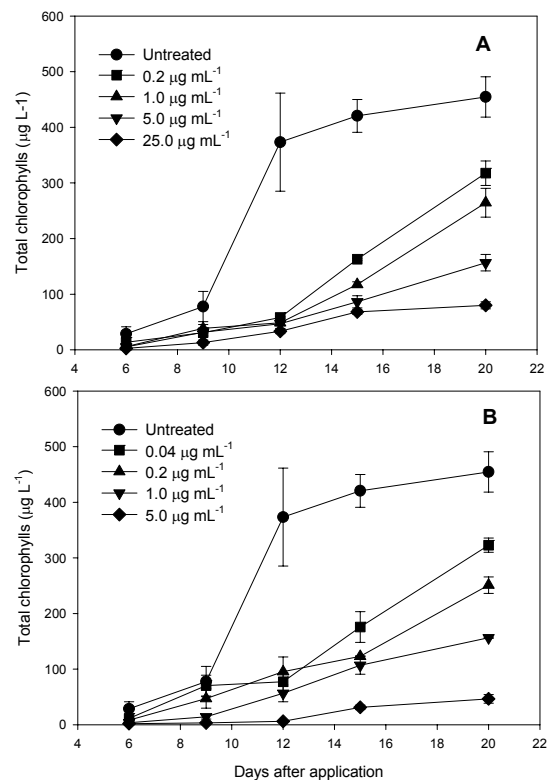 600
A
Untreated
0.2 µg mL⁻¹
1.0 µg mL⁻¹
5.0 µg mL⁻¹
25.0 µg mL⁻¹
500
400
300
200
100
0
Total chlorophylls (µg L-1)
4 6 8 10 12 14 16 18 20 22
600
B
Untreated
0.04 µg mL⁻¹
0.2 µg mL⁻¹
1.0 µg mL⁻¹
5.0 µg mL⁻¹
500
400
300
200
100
0
Total chlorophylls (µg L⁻¹)
4 6 8 10 12 14 16 18 20 22
Days after application